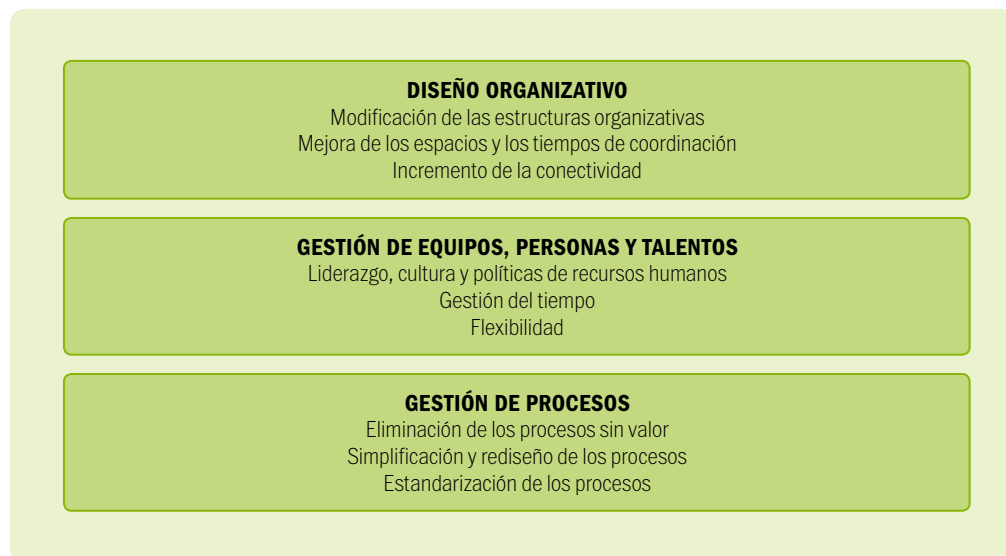 DISEÑO ORGANIZATIVO
Modificación de las estructuras organizativas
Mejora de los espacios y los tiempos de coordinación
Incremento de la conectividad
GESTIÓN DE EQUIPOS, PERSONAS Y TALENTOS
Liderazgo, cultura y políticas de recursos humanos
Gestión del tiempo
Flexibilidad
GESTIÓN DE PROCESOS
Eliminación de los procesos sin valor
Simplificación y rediseño de los procesos
Estandarización de los procesos